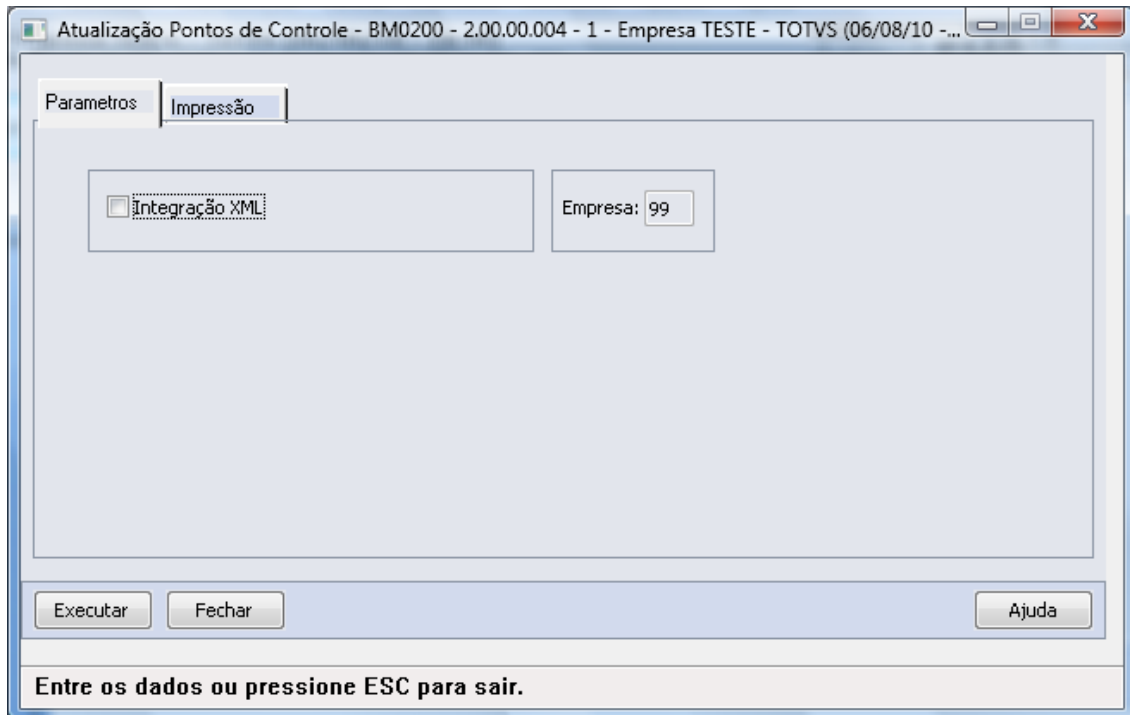 Atualização Pontos de Controle - BM0200 - 2.00.00.004 - 1 - Empresa TESTE - TOTVS (06/08/10 -...
Parametros Impressão
Integração XML Empresa: 99
Executar Fechar Ajuda
Entre os dados ou pressione ESC para sair.